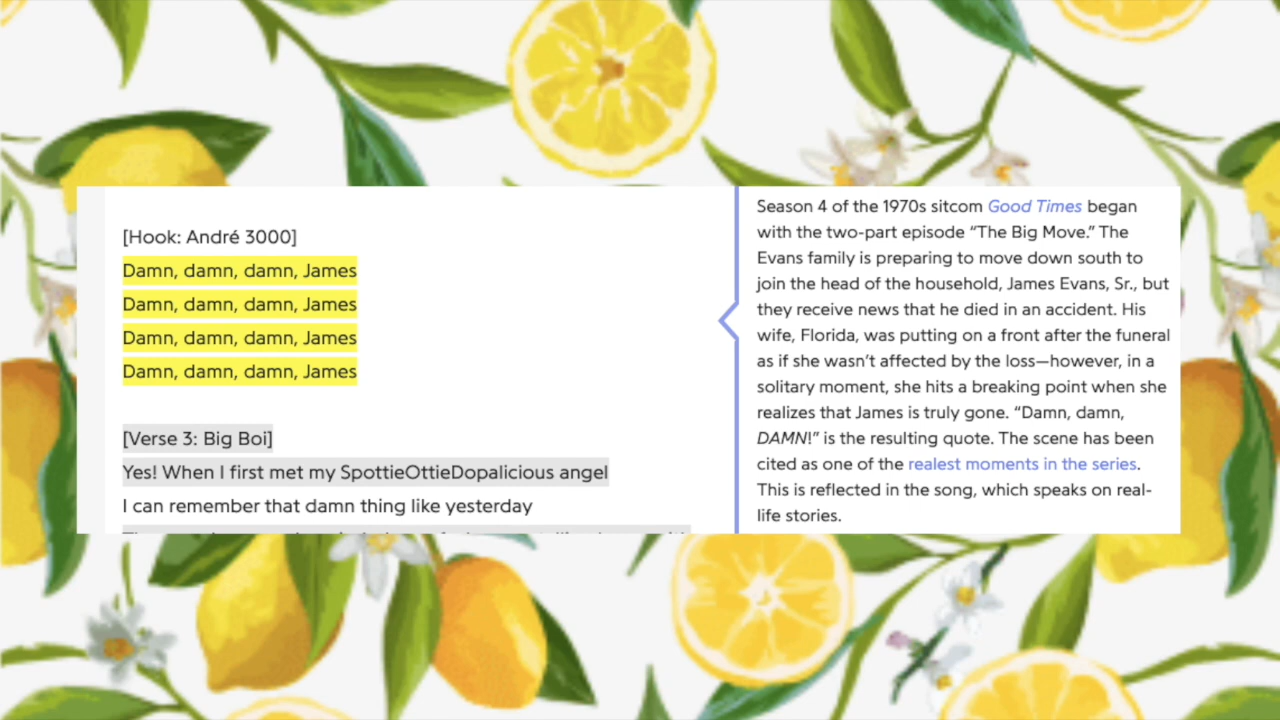 [Hook: André 3000]
Damn, damn, damn, James
Damn, damn, damn, James
Damn, damn, damn, James
Damn, damn, damn, James
[Verse 3: Big Boi]
Yes! When I first met my SpottieOttieDopalicious angel
I can remember that damn thing like yesterday
Season 4 of the 1970s sitcom Good Times began
with the two-part episode “The Big Move.” The
Evans family is preparing to move down south to
join the head of the household, James Evans, Sr., but
they receive news that he died in an accident. His
wife, Florida, was putting on a front after the funeral
as if she wasn’t affected by the loss—however, in a
solitary moment, she hits a breaking point when she
realizes that James is truly gone. “Damn, damn,
DAMN!” is the resulting quote. The scene has been
cited as one of the realest moments in the series.
This is reflected in the song, which speaks on real-
life stories.